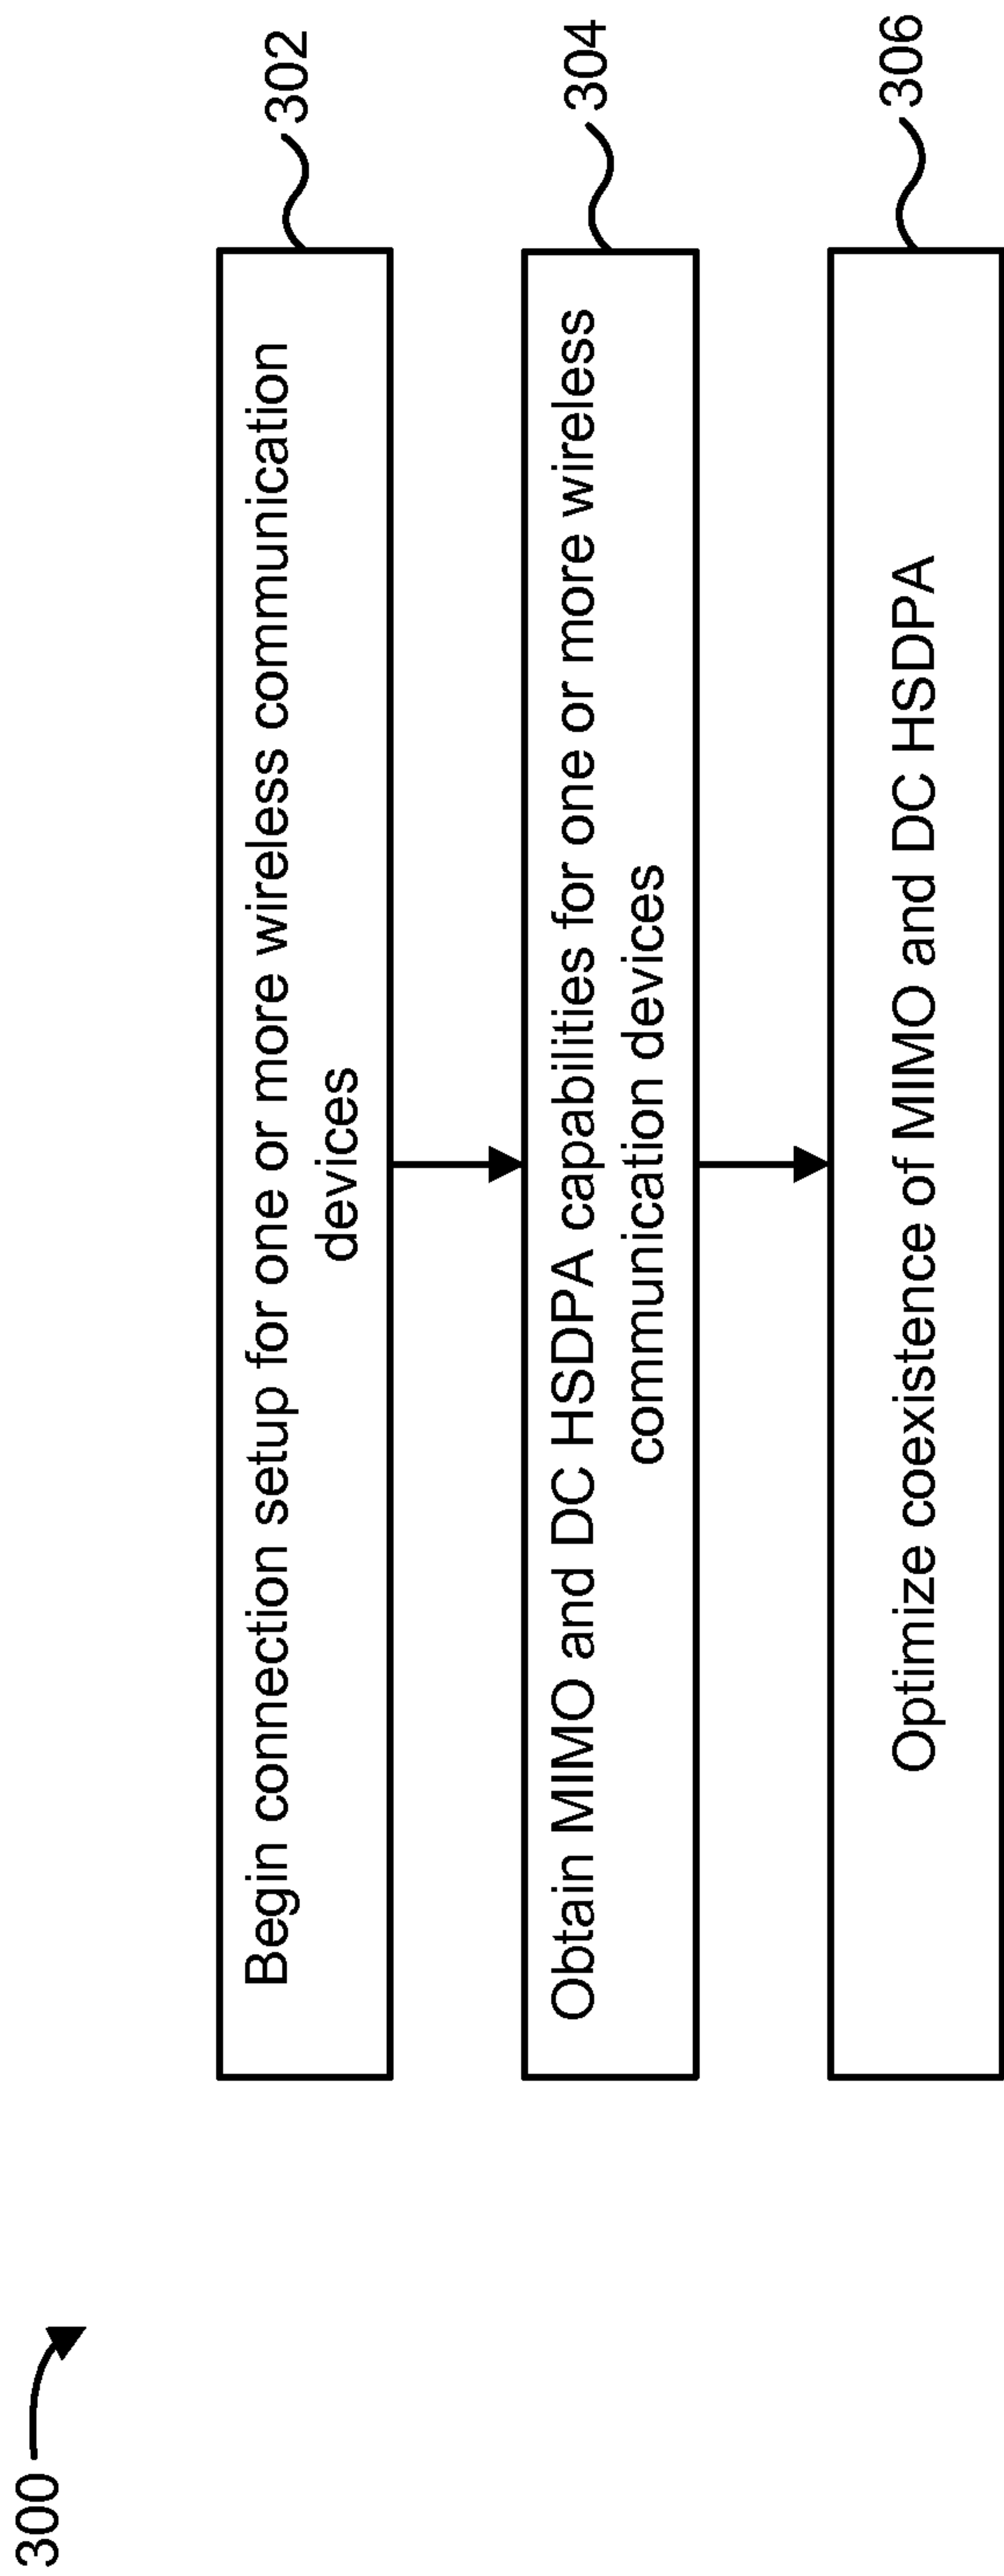 300
Begin connection setup for one or more wireless communication
devices
302
Obtain MIMO and DC HSDPA capabilities for one or more wireless
communication devices
304
Optimize coexistence of MIMO and DC HSDPA
306